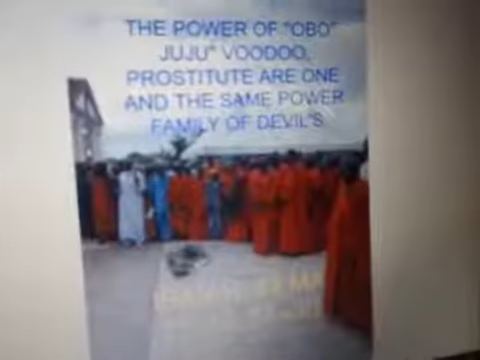 THE POWER OF "OBO"
JUJU" VOODOO,
PROSTITUTE ARE ONE
AND THE SAME POWER
FAMILY OF DEVIL'S